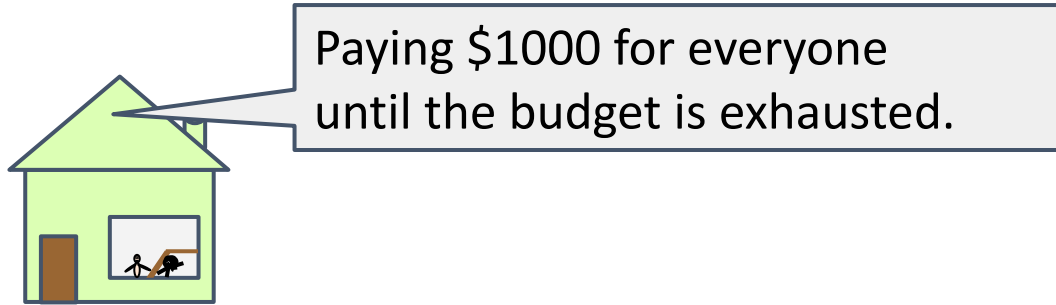 Paying $1000 for everyone
until the budget is exhausted.